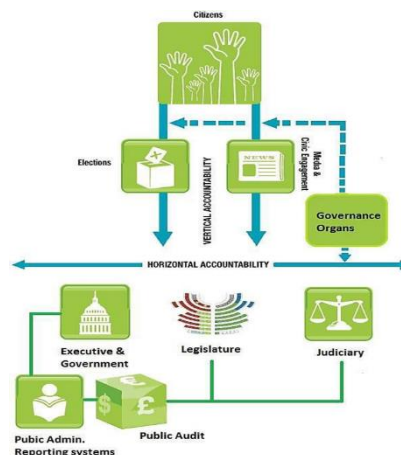 Citizens
Elections
VERTICAL ACCOUNTABILITY
NEWS
Media &
Civic Engagement
Governance
Organs
HORIZONTAL ACCOUNTABILITY
Executive &
Government
Legislature
Judiciary
Pubic Admin.
Reporting systems
$
£
£
Public Audit